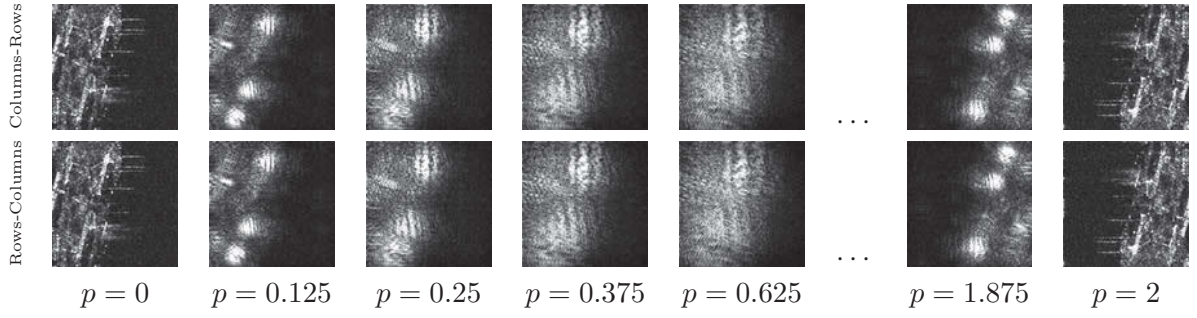 Columns-Rows
. . .
Rows-Columns
. . .
p = 0 p = 0.125 p = 0.25 p = 0.375 p = 0.625 p = 1.875 p = 2